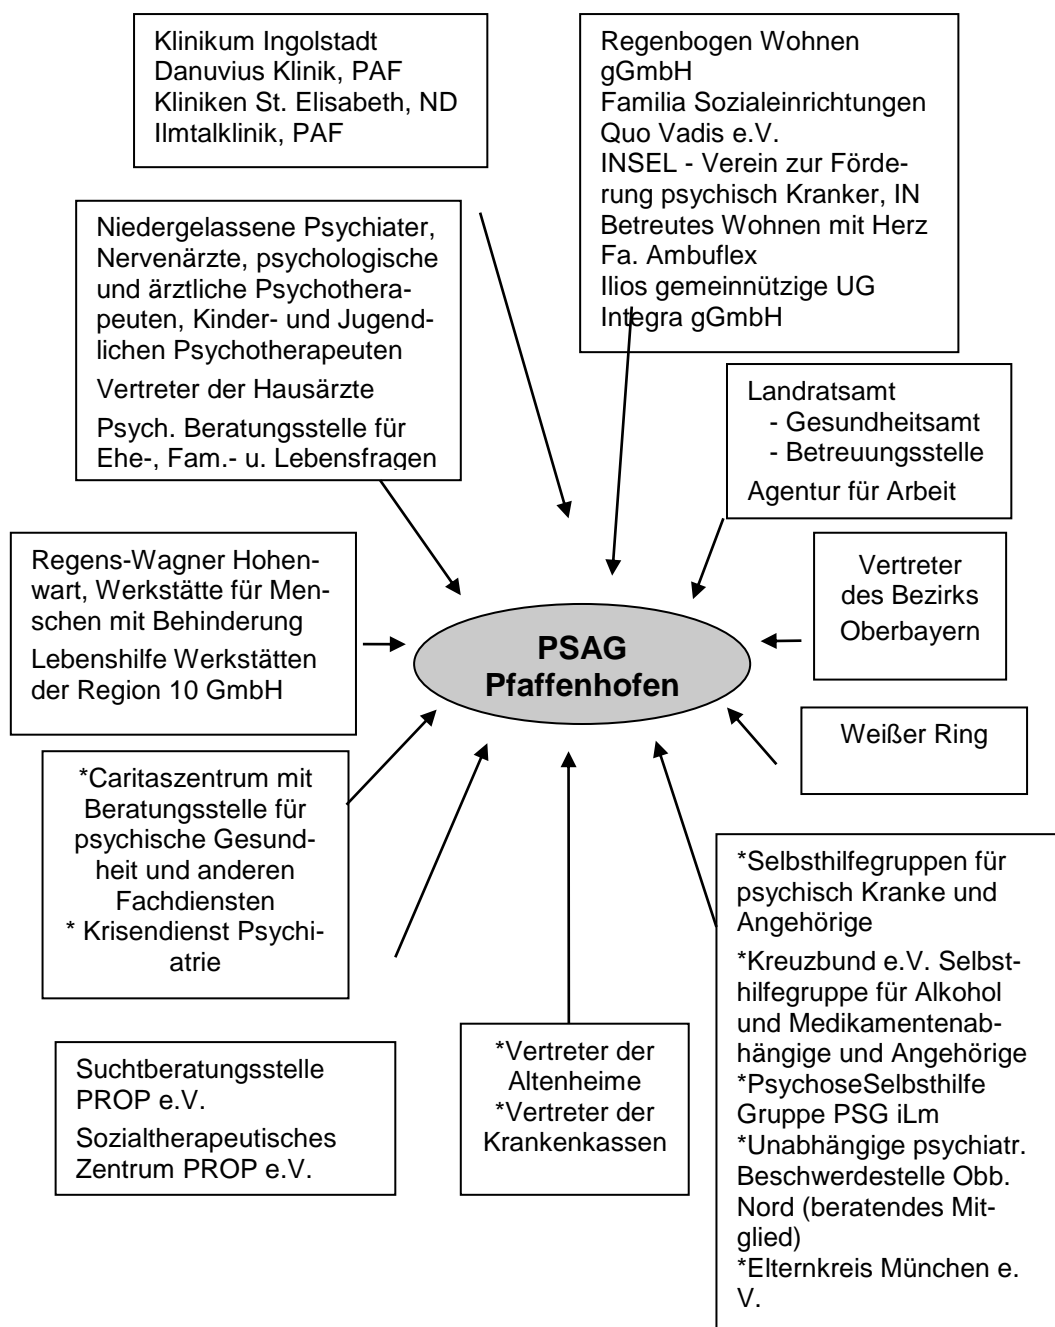 Klinikum Ingolstadt
Danuvius Klinik, PAF
Kliniken St. Elisabeth, ND
Ilmtalklinik, PAF
Regenbogen Wohnen
gGmbH
Familia Sozialeinrichtungen
Quo Vadis e.V.
INSEL - Verein zur Förde-
rung psychisch Kranker, IN
Betreutes Wohnen mit Herz
Fa. Ambuflex
Ilios gemeinnützige UG
Integra gGmbH
Niedergelassene Psychiater,
Nervenärzte, psychologische
und ärztliche Psychothera-
peuten, Kinder- und Jugend-
lichen Psychotherapeuten
Vertreter der Hausärzte
Psych. Beratungsstelle für
Ehe-, Fam.- u. Lebensfragen
Landratsamt
- Gesundheitsamt
- Betreuungsstelle
Agentur für Arbeit
Regens-Wagner Hohen-
wart, Werkstätte für Men-
schen mit Behinderung
Lebenshilfe Werkstätten
der Region 10 GmbH
PSAG
Pfaffenhofen
Vertreter
des Bezirks
Oberbayern
Weißer Ring
*Caritaszentrum mit
Beratungsstelle für
psychische Gesund-
heit und anderen
Fachdiensten
* Krisendienst Psychi-
atrie
Suchtberatungsstelle
PROP e.V.
Sozialtherapeutisches
Zentrum PROP e.V.
*Vertreter der
Altenheime
*Vertreter der
Krankenkassen
*Selbsthilfegruppen für
psychisch Kranke und
Angehörige
*Kreuzbund e.V. Selbst-
hilfegruppe für Alkohol
und Medikamentenab-
hängige und Angehörige
*PsychoseSelbsthilfe
Gruppe PSG iLm
*Unabhängige psychiatr.
Beschwerdestelle Obb.
Nord (beratendes Mit-
glied)
*Elternkreis München e.
V.